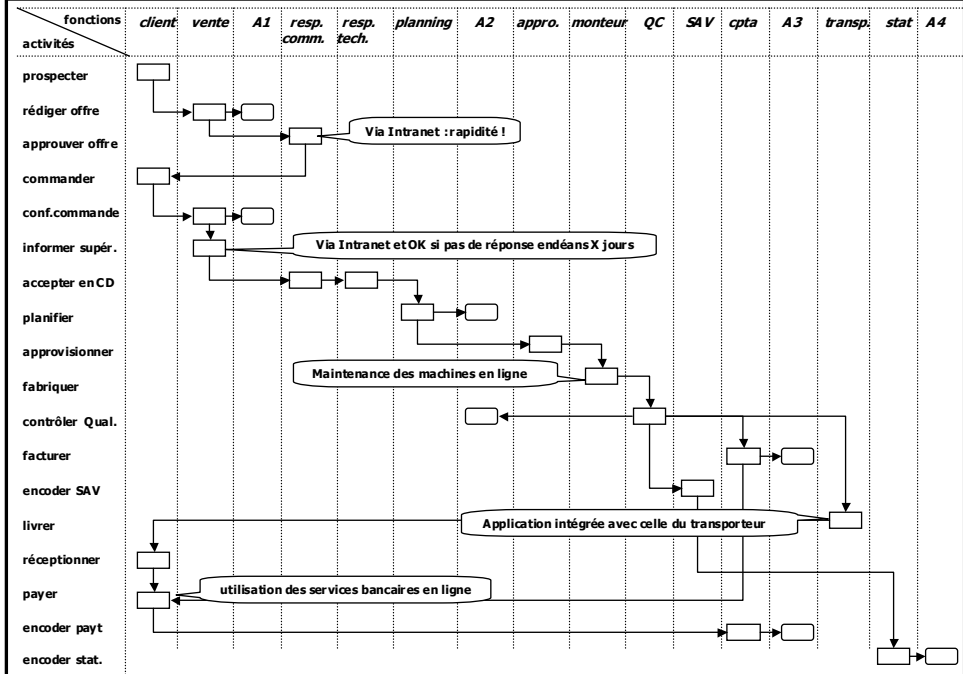 fonctions
activités
client vente A1 resp. comm. resp. tech. planning A2 appro. monteur QC SAV cpta A3 transp. stat A4
prospecter
rédiger offre
Via Intranet : rapidité !
approuver offre
commander
conf.commande
informer supér.
Via Intranet et OK si pas de réponse endéans X jours
accepter en CD
planifier
approvisionner
Maintenance des machines en ligne
fabriquer
contrôler Qual.
facturer
encoder SAV
livrer
Application intégrée avec celle du transporteur
réceptionner
payer
utilisation des services bancaires en ligne
encoder payt
encoder stat.